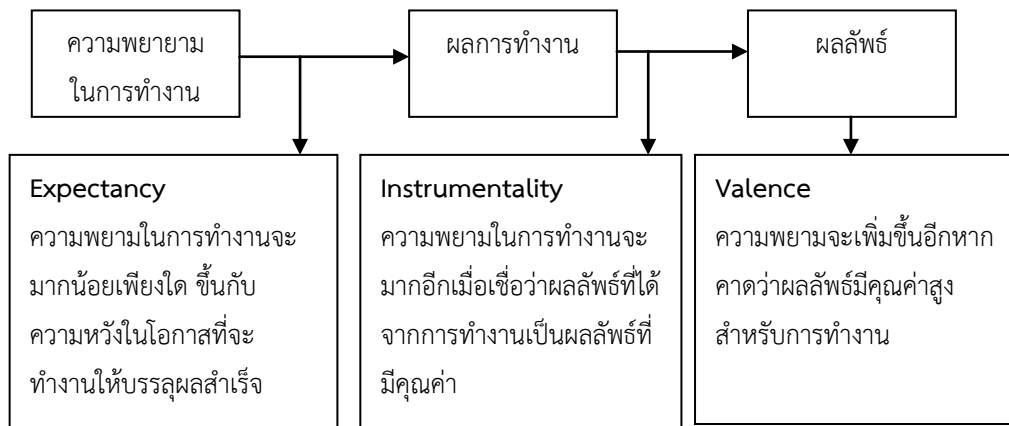 ความพยายาม
ในการทำงาน
ผลการทำงาน
ผลลัพธ์
Expectancy
ความพยามในการทำงานจะ
มากน้อยเพียงใด ขึ้นกับ
ความหวังในโอกาสที่จะ
ทำงานให้บรรลุผลสำเร็จ
Instrumentality
ความพยามในการทำงานจะ
มากอีกเมื่อเชื่อว่าผลลัพธ์ที่ได้
จากการทำงานเป็นผลลัพธ์ที่
มีคุณค่า
Valence
ความพยามจะเพิ่มขึ้นอีกหาก
คาดว่าผลลัพธ์มีคุณค่าสูง
สำหรับการทำงาน